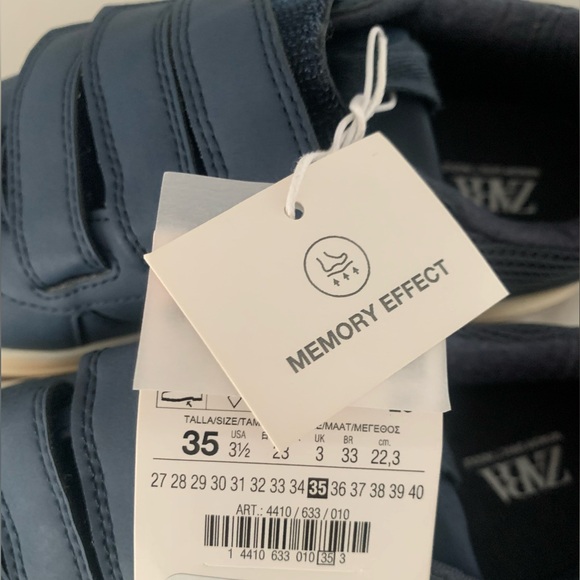 ZARA
MEMORY EFFECT
TALLA/SIZE/TAM /MAAT/ΜΕΓΕΘΟΣ
USA UK BR cm.
35 3½ 23 3 33 22,3
27 28 29 30 31 32 33 34 35 36 37 38 39 40
ART.: 4410 / 633 / 010
1 4410 633 010 35 3
ZARA